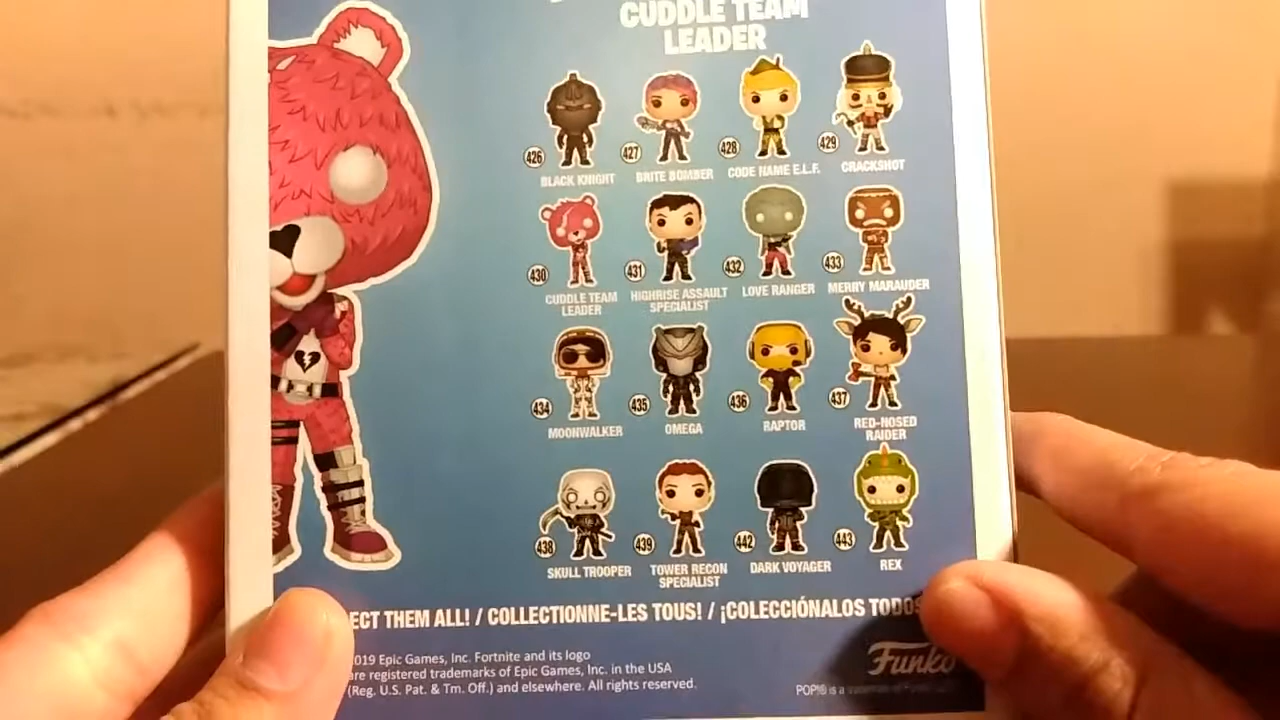 CUDDLE TEAM
LEADER
426 427 428 429
BLACK KNIGHT BRITE BOMBER CODE NAME E.L.F. CRACKSHOT
430 431 432 433
CUDDLE TEAM LEADER HIGHRISE ASSAULT SPECIALIST LOVE RANGER MERRY MARAUDER
434 435 436 437
MOONWALKER OMEGA RAPTOR RED-NOSED RAIDER
438 439 442 443
SKULL TROOPER TOWER RECON SPECIALIST DARK VOYAGER REX
ECT THEM ALL! / COLLECTIONNE-LES TOUS! / ¡COLECCIÓNALOS TODOS
019 Epic Games, Inc. Fortnite and its logo
are registered trademarks of Epic Games, Inc. in the USA
(Reg. U.S. Pat. & Tm. Off.) and elsewhere. All rights reserved.
Funko
POP!® is a